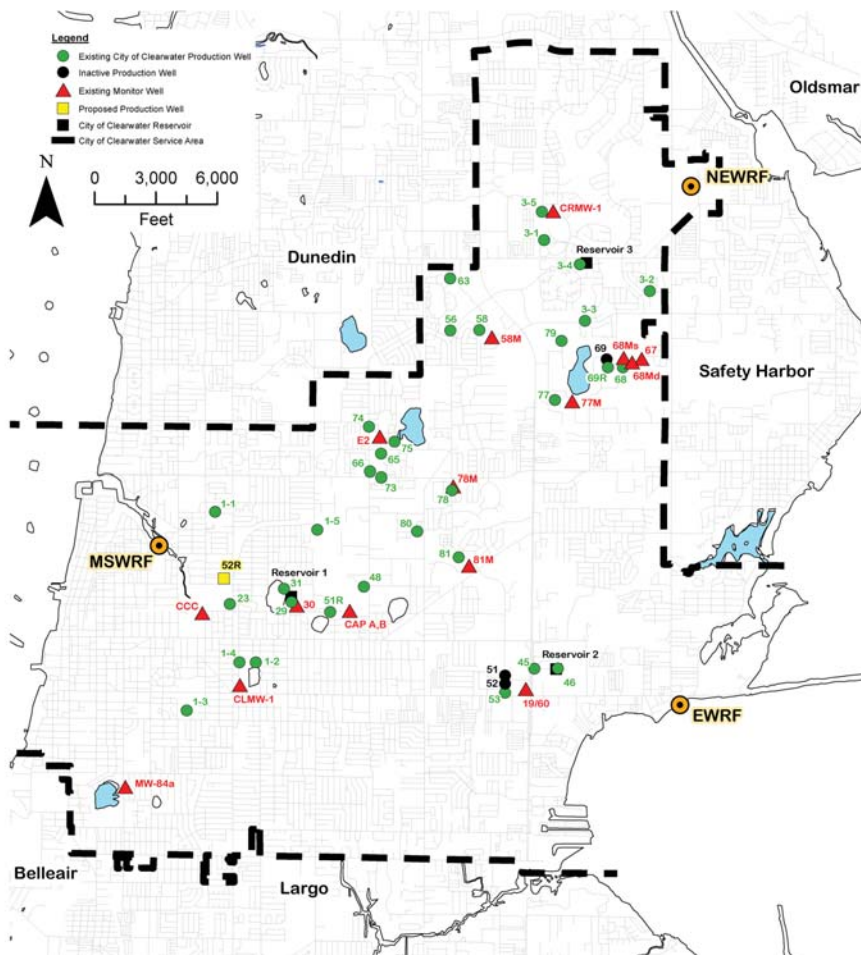 Legend
Existing City of Clearwater Production Well
Inactive Production Well
Existing Monitor Well
Proposed Production Well
City of Clearwater Reservoir
City of Clearwater Service Area
N
0 3,000 6,000
Feet
Oldsmar
NEWRF
3-5 CRMW-1
3-1
Dunedin
Reservoir 3
3-4
63
3-2
3-3
56 58
58M
79
69 68Ms 67
69R 68 68Md
Safety Harbor
77
77M
74
E2
75
65
66
73
78M
78
1-1
1-5
80
MSWRF
81
81M
52R
Reservoir 1
31
48
23
CCC
29 30
51R
CAP A,B
1-4 1-2
45 Reservoir 2
51
46
52
CLMW-1
53
19/60
1-3
EWRF
MW-84a
Belleair
Largo